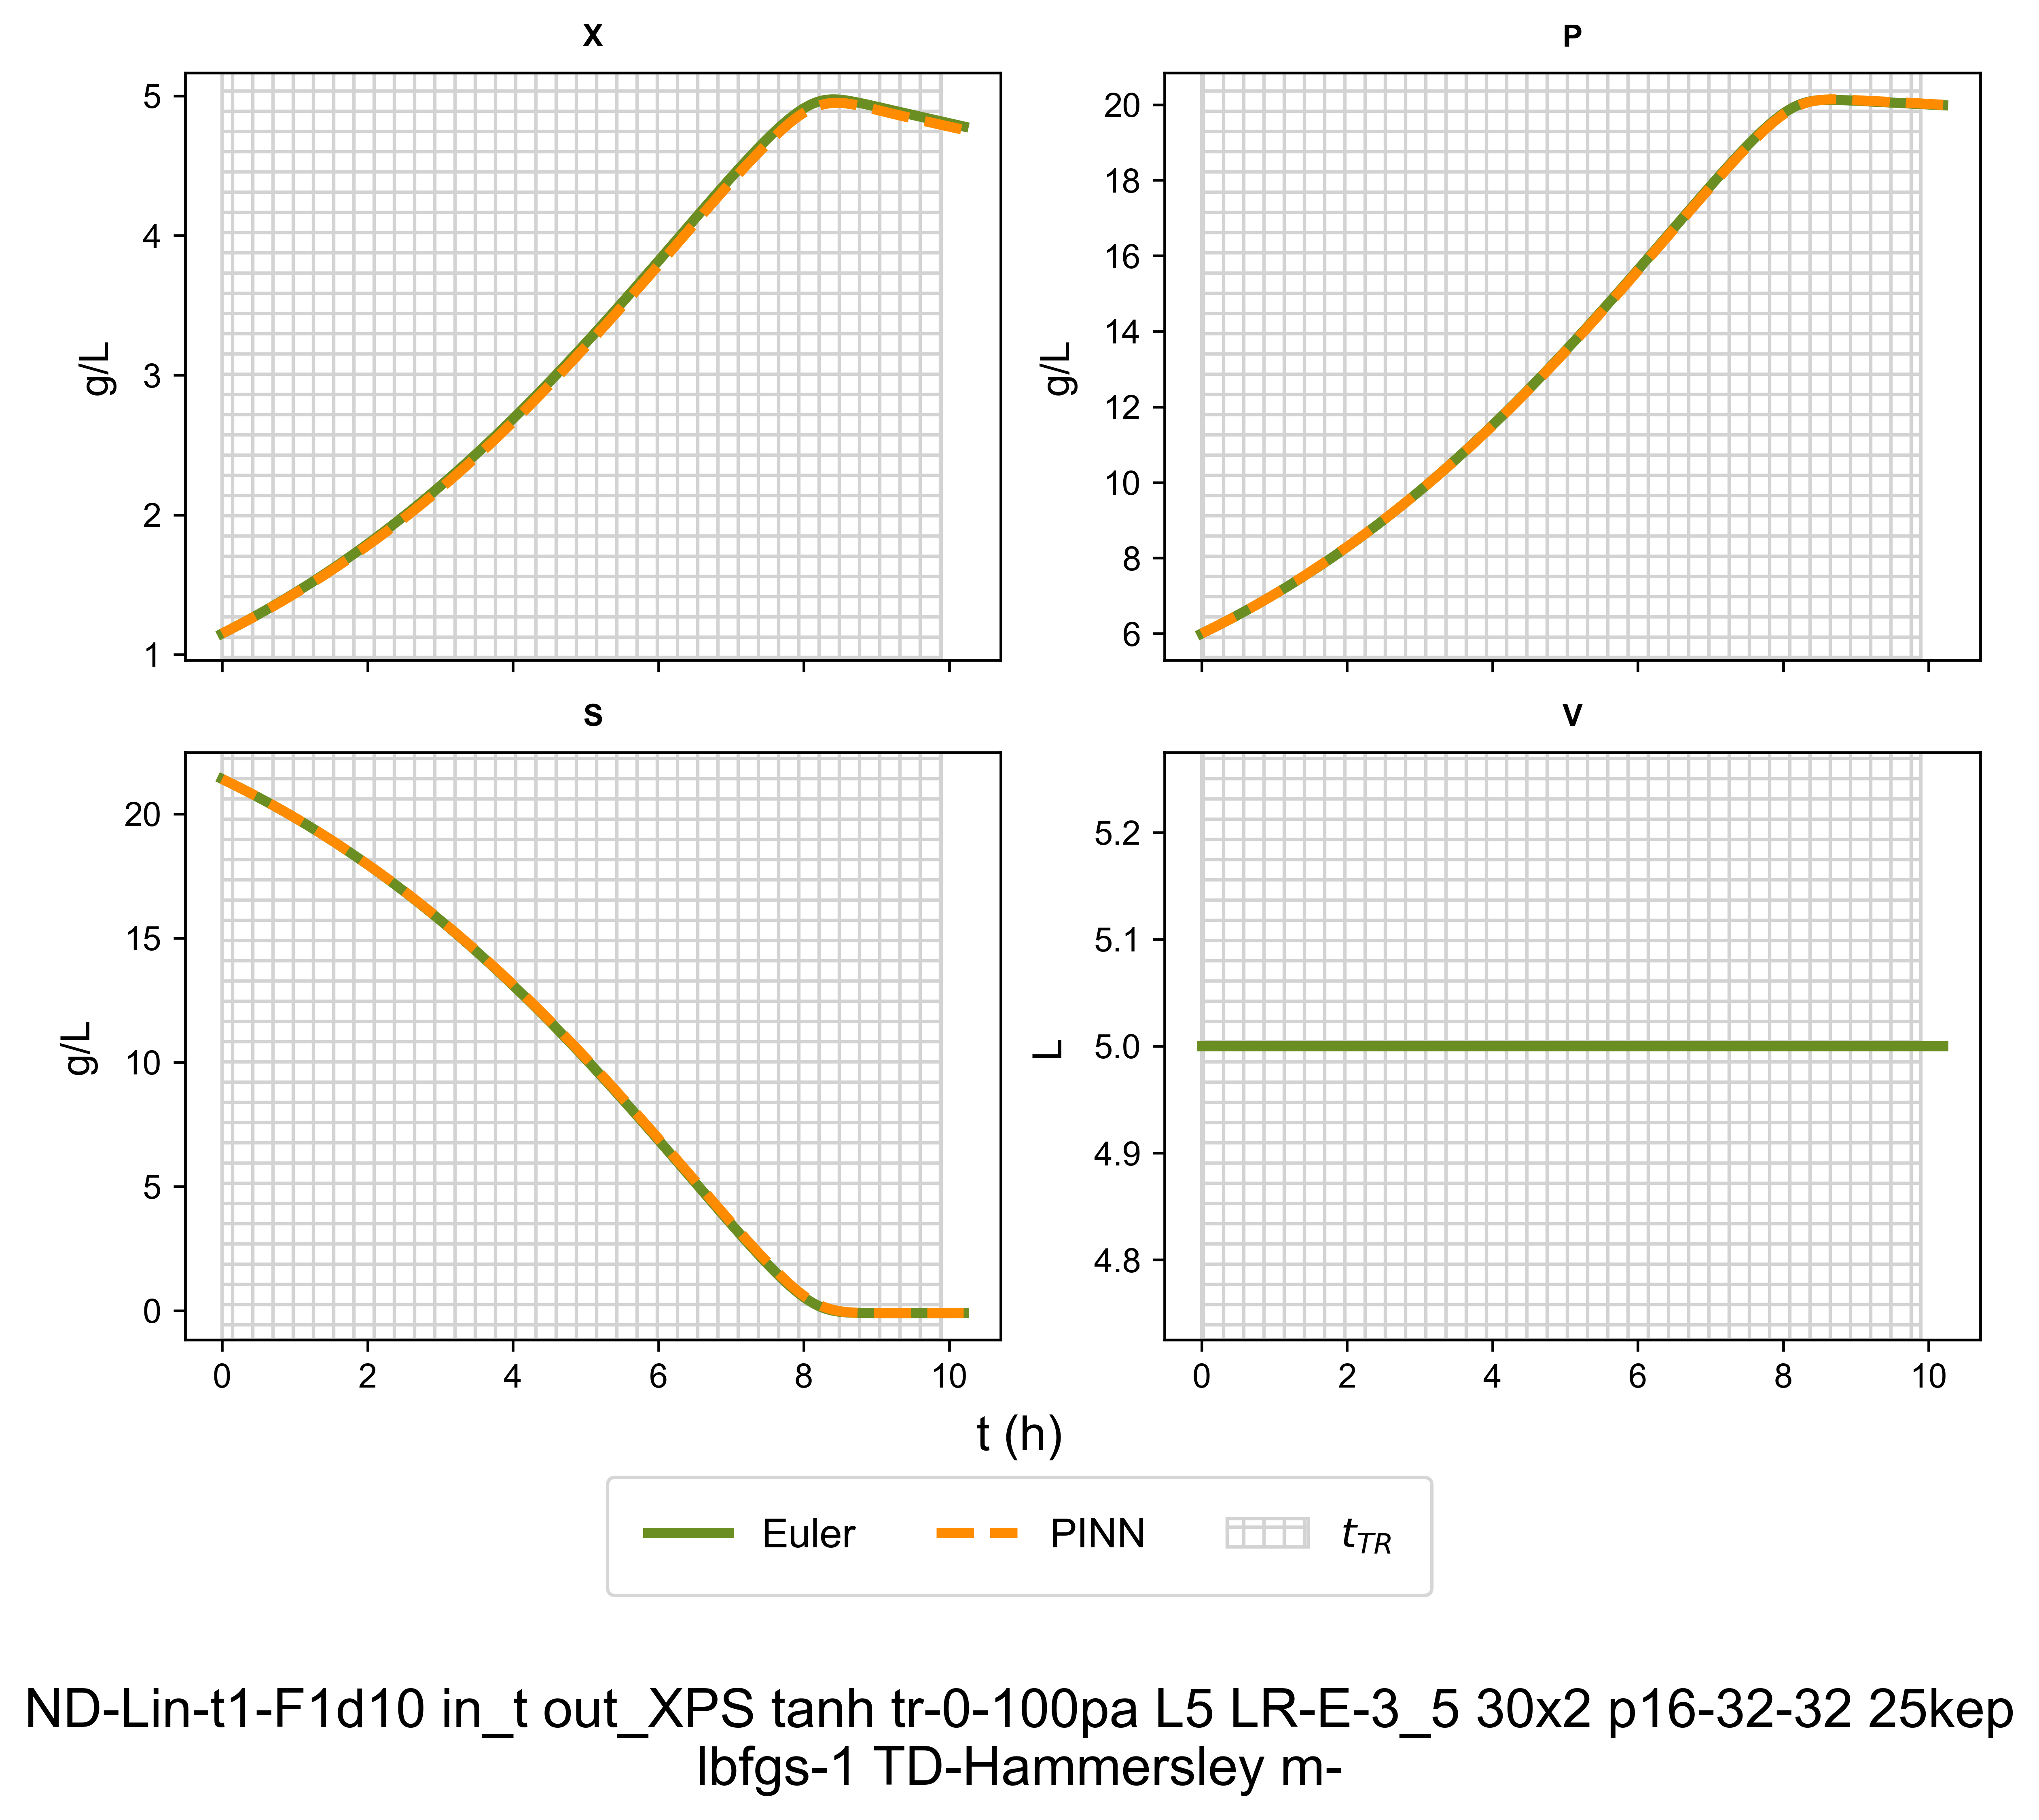 X
5
4
3
2
1
g/L
P
20
18
16
14
12
10
8
6
g/L
S
20
15
10
5
0
g/L
0 2 4 6 8 10
V
5.2
5.1
5.0
4.9
4.8
L
0 2 4 6 8 10
t (h)
Euler PINN t_TR
ND-Lin-t1-F1d10 in_t out_XPS tanh tr-0-100pa L5 LR-E-3_5 30x2 p16-32-32 25kep
lbfgs-1 TD-Hammersley m-